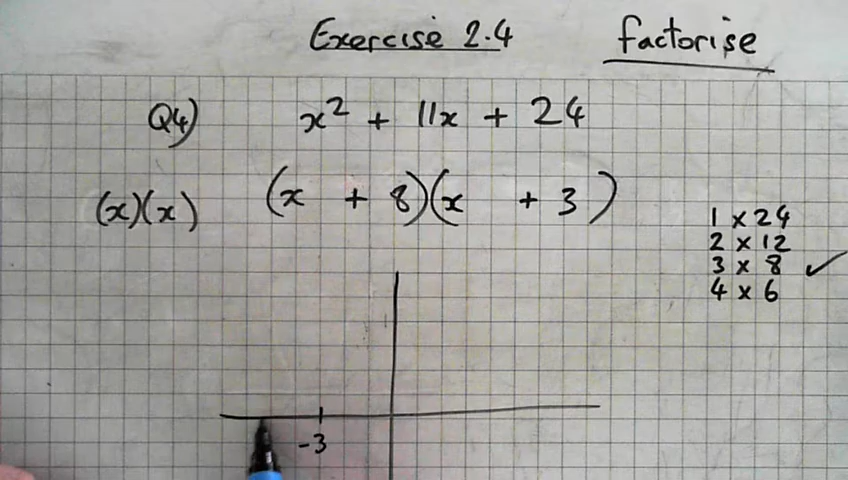 Exercise 2.4 factorise
Q4) x² + 11x + 24
(x)(x) (x + 8)(x + 3)
1 x 24
2 x 12
3 x 8 ✓
4 x 6
-3